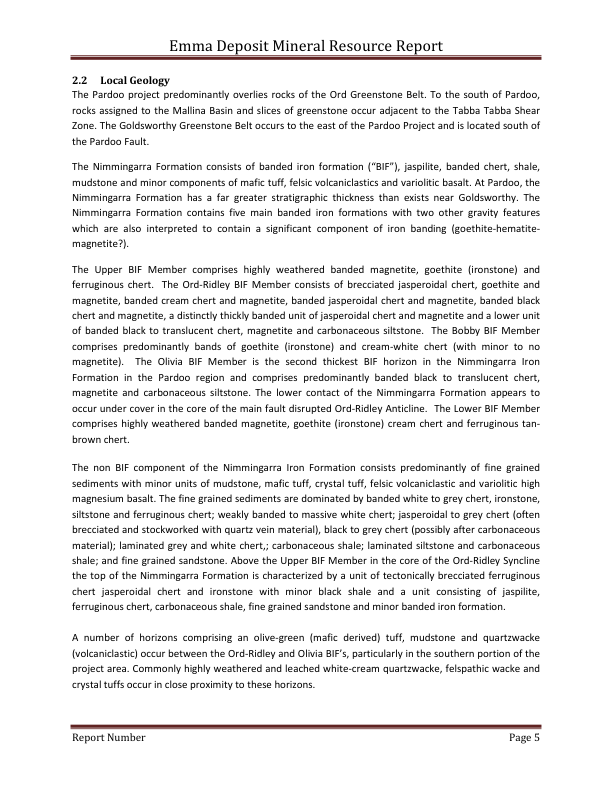 Emma Deposit Mineral Resource Report
2.2 Local Geology
The Pardoo project predominantly overlies rocks of the Ord Greenstone Belt. To the south of Pardoo,
rocks assigned to the Mallina Basin and slices of greenstone occur adjacent to the Tabba Tabba Shear
Zone. The Goldsworthy Greenstone Belt occurs to the east of the Pardoo Project and is located south of
the Pardoo Fault.
The Nimmingarra Formation consists of banded iron formation (“BIF”), jaspilite, banded chert, shale,
mudstone and minor components of mafic tuff, felsic volcaniclastics and variolitic basalt. At Pardoo, the
Nimmingarra Formation has a far greater stratigraphic thickness than exists near Goldsworthy. The
Nimmingarra Formation contains five main banded iron formations with two other gravity features
which are also interpreted to contain a significant component of iron banding (goethite-hematite-
magnetite?).
The Upper BIF Member comprises highly weathered banded magnetite, goethite (ironstone) and
ferruginous chert. The Ord-Ridley BIF Member consists of brecciated jasperoidal chert, goethite and
magnetite, banded cream chert and magnetite, banded jasperoidal chert and magnetite, banded black
chert and magnetite, a distinctly thickly banded unit of jasperoidal chert and magnetite and a lower unit
of banded black to translucent chert, magnetite and carbonaceous siltstone. The Bobby BIF Member
comprises predominantly bands of goethite (ironstone) and cream-white chert (with minor to no
magnetite). The Olivia BIF Member is the second thickest BIF horizon in the Nimmingarra Iron
Formation in the Pardoo region and comprises predominantly banded black to translucent chert,
magnetite and carbonaceous siltstone. The lower contact of the Nimmingarra Formation appears to
occur under cover in the core of the main fault disrupted Ord-Ridley Anticline. The Lower BIF Member
comprises highly weathered banded magnetite, goethite (ironstone) cream chert and ferruginous tan-
brown chert.
The non BIF component of the Nimmingarra Iron Formation consists predominantly of fine grained
sediments with minor units of mudstone, mafic tuff, crystal tuff, felsic volcaniclastic and variolitic high
magnesium basalt. The fine grained sediments are dominated by banded white to grey chert, ironstone,
siltstone and ferruginous chert; weakly banded to massive white chert; jasperoidal to grey chert (often
brecciated and stockworked with quartz vein material), black to grey chert (possibly after carbonaceous
material); laminated grey and white chert,; carbonaceous shale; laminated siltstone and carbonaceous
shale; and fine grained sandstone. Above the Upper BIF Member in the core of the Ord-Ridley Syncline
the top of the Nimmingarra Formation is characterized by a unit of tectonically brecciated ferruginous
chert jasperoidal chert and ironstone with minor black shale and a unit consisting of jaspilite,
ferruginous chert, carbonaceous shale, fine grained sandstone and minor banded iron formation.
A number of horizons comprising an olive-green (mafic derived) tuff, mudstone and quartzwacke
(volcaniclastic) occur between the Ord-Ridley and Olivia BIF’s, particularly in the southern portion of the
project area. Commonly highly weathered and leached white-cream quartzwacke, felspathic wacke and
crystal tuffs occur in close proximity to these horizons.
Report Number Page 5